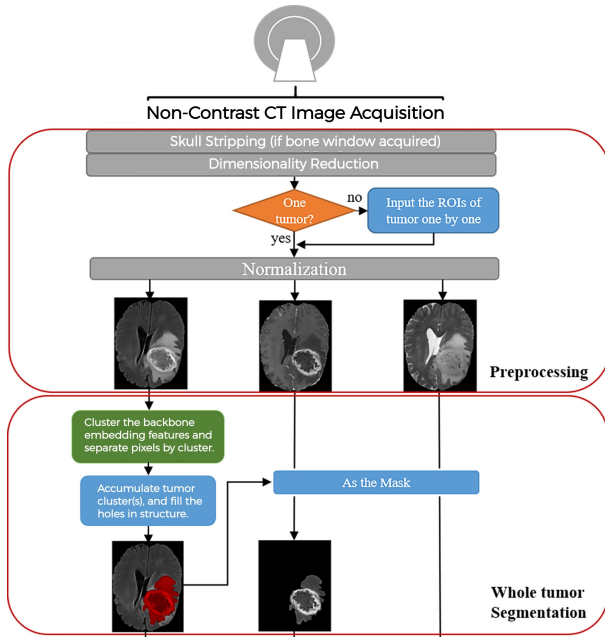 Non-Contrast CT Image Acquisition
Skull Stripping (if bone window acquired)
Dimensionality Reduction
One
tumor?
no
Input the ROIs of
tumor one by one
yes
Normalization
Preprocessing
Cluster the backbone
embedding features and
separate pixels by cluster.
Accumulate tumor
cluster(s), and fill the
holes in structure.
As the Mask
Whole tumor
Segmentation